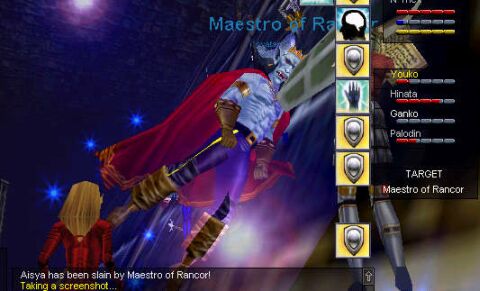 Maestro of Rancor
Youko
Hinata
Ganko
Palodin
TARGET
Maestro of Rancor
Aisya has been slain by Maestro of Rancor!
Taking a screenshot...